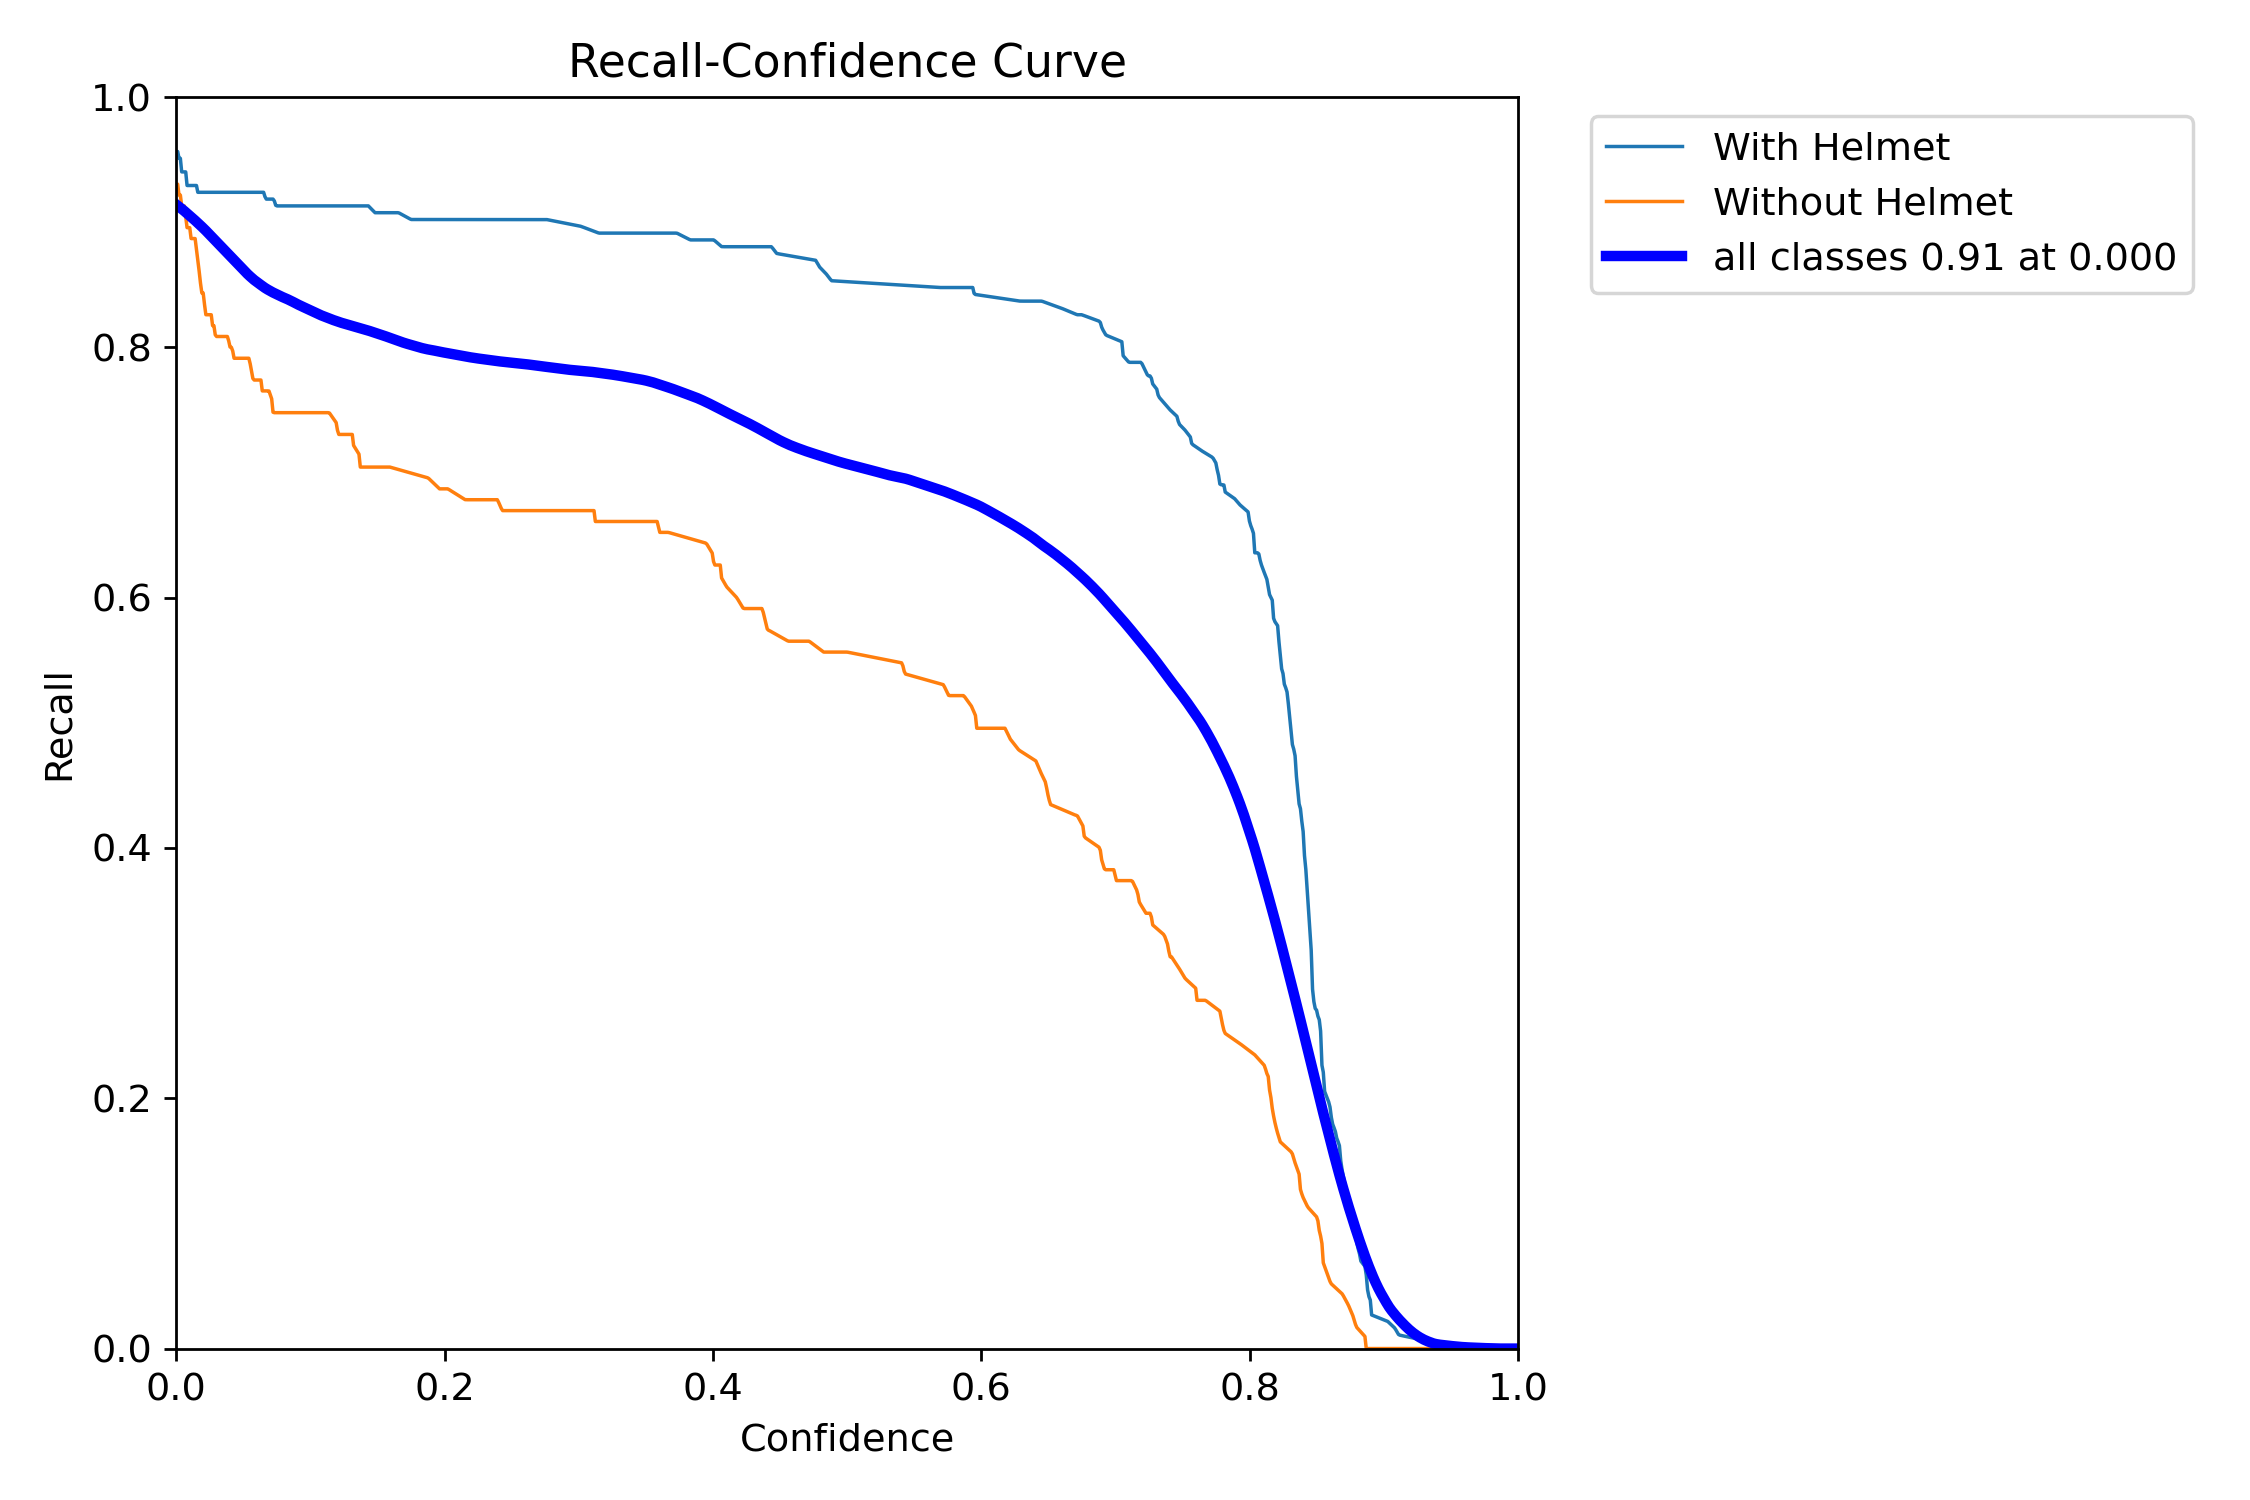 Recall-Confidence Curve
1.0
0.8
0.6
0.4
0.2
0.0
Recall
0.0 0.2 0.4 0.6 0.8 1.0
Confidence
With Helmet
Without Helmet
all classes 0.91 at 0.000